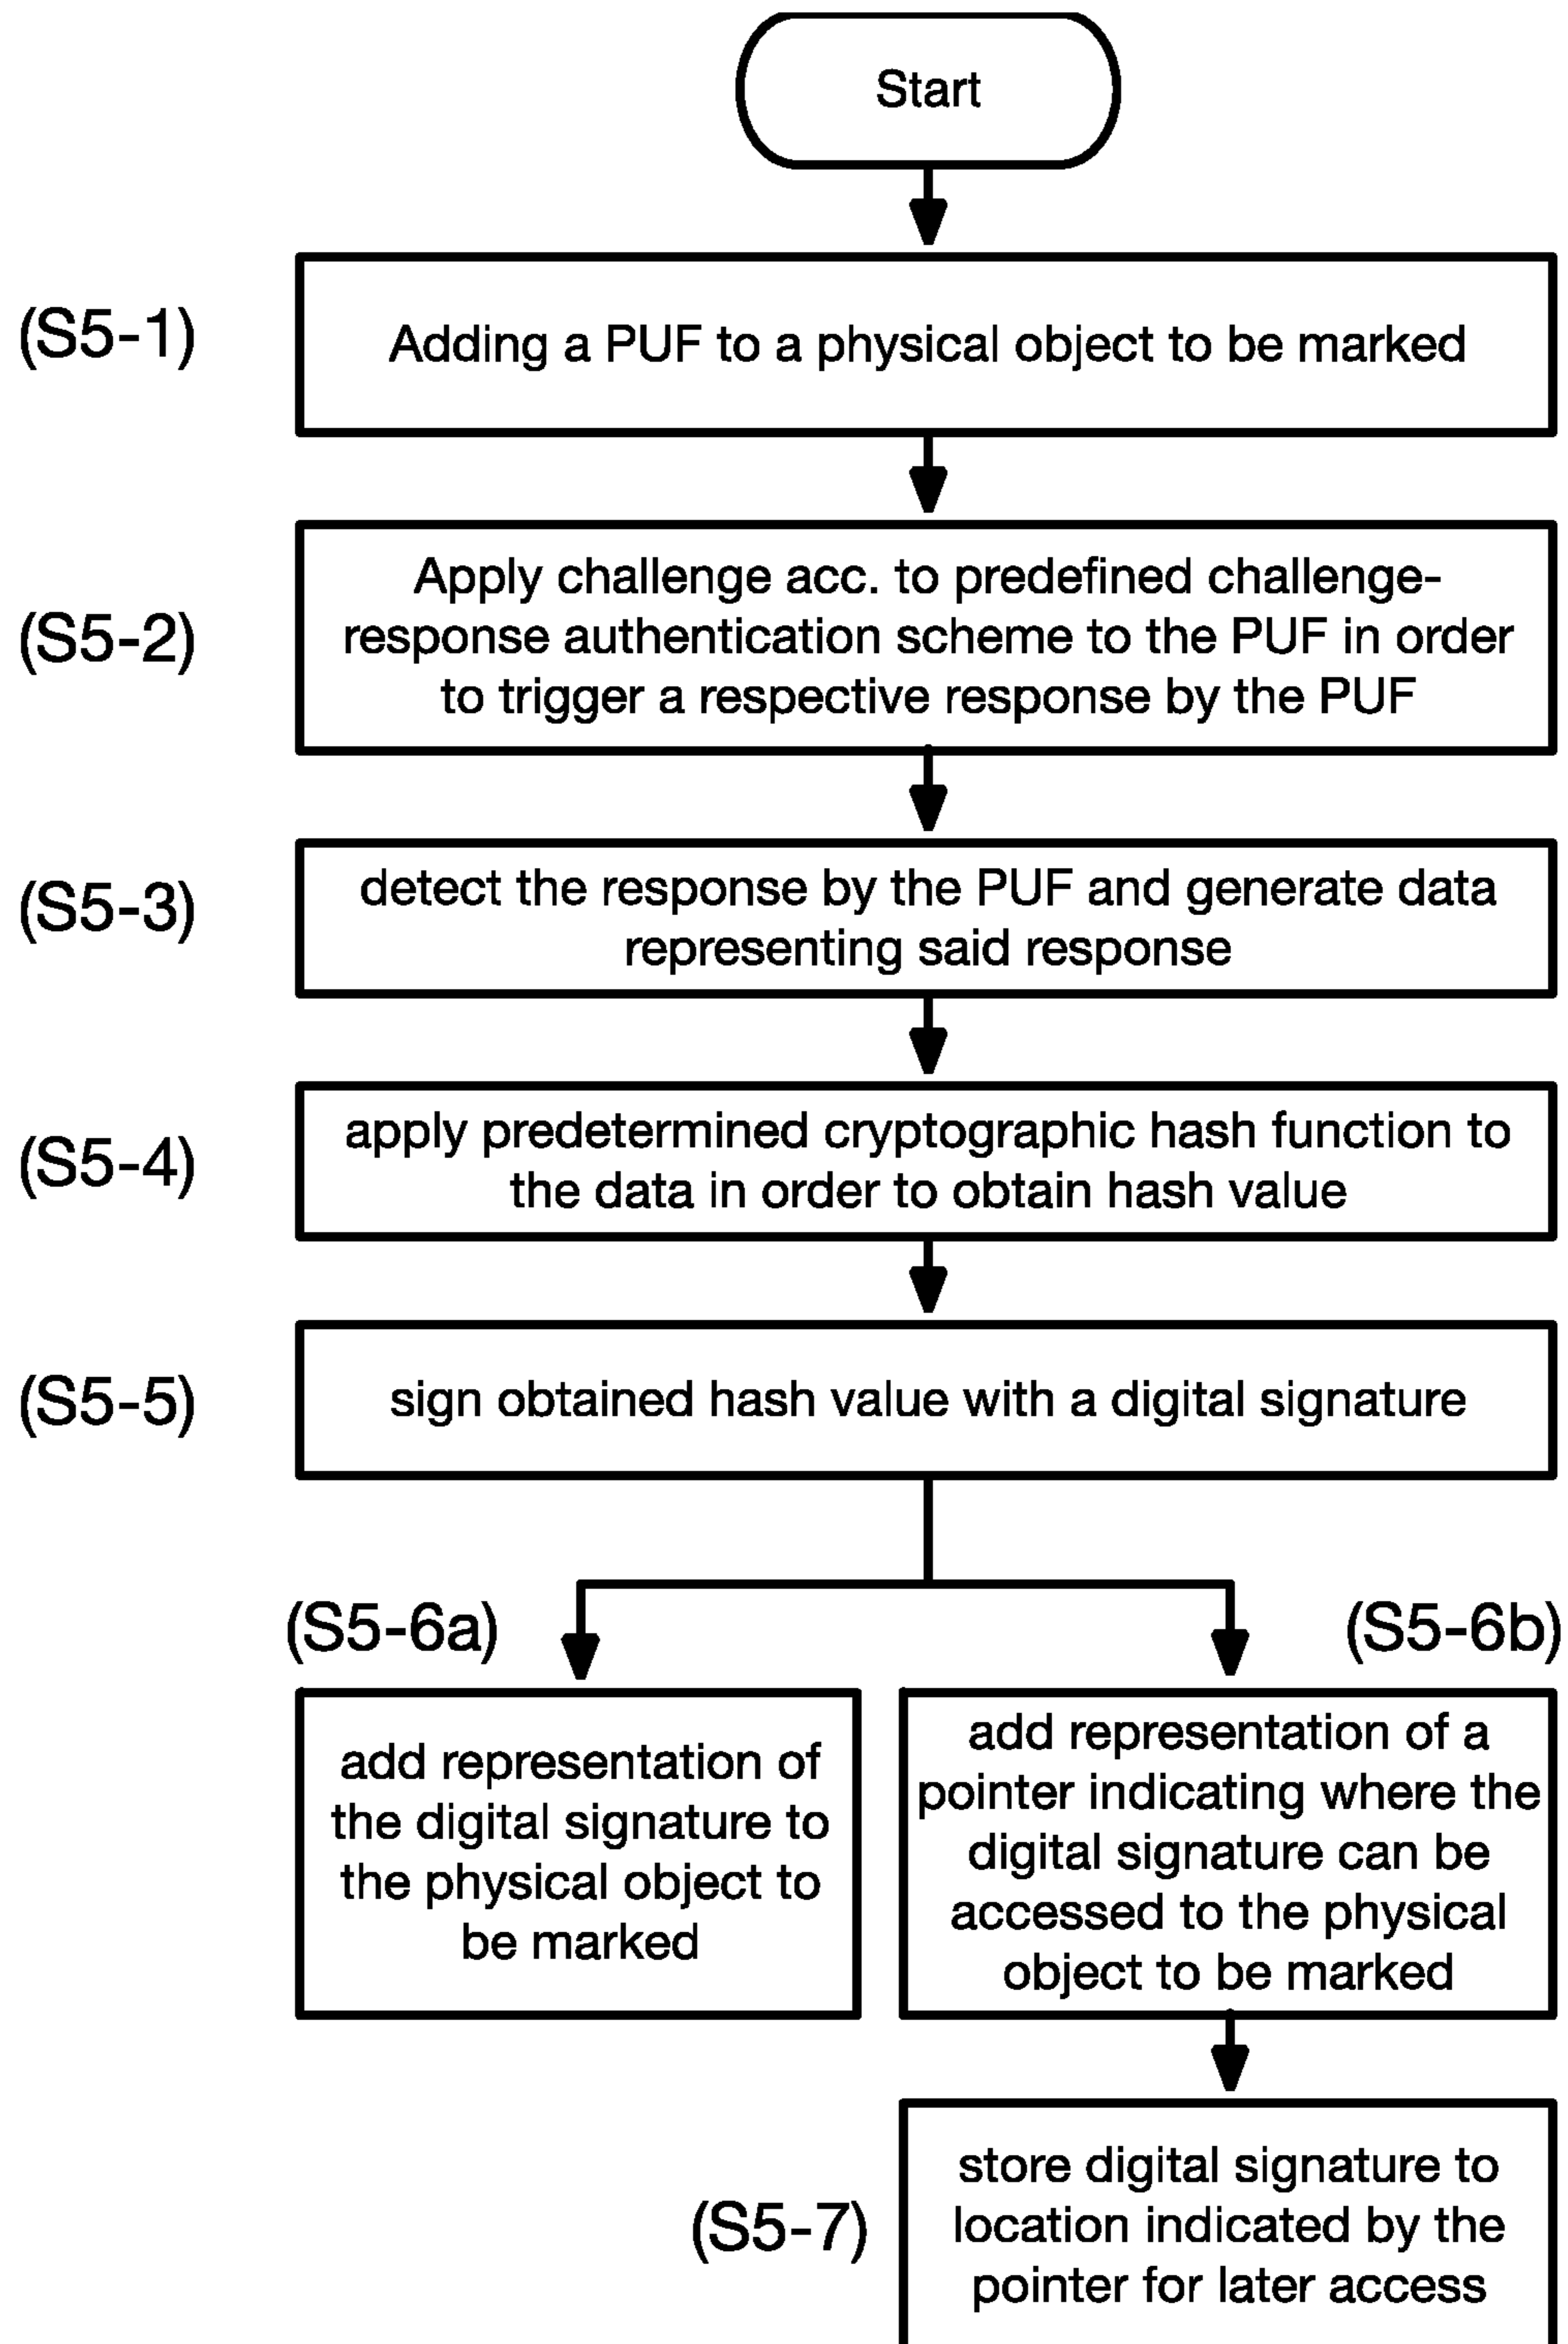 Start
(S5-1)
Adding a PUF to a physical object to be marked
(S5-2)
Apply challenge acc. to predefined challenge-
response authentication scheme to the PUF in order
to trigger a respective response by the PUF
(S5-3)
detect the response by the PUF and generate data
representing said response
(S5-4)
apply predetermined cryptographic hash function to
the data in order to obtain hash value
(S5-5)
sign obtained hash value with a digital signature
(S5-6a)
(S5-6b)
add representation of
the digital signature to
the physical object to
be marked
add representation of a
pointer indicating where the
digital signature can be
accessed to the physical
object to be marked
(S5-7)
store digital signature to
location indicated by the
pointer for later access